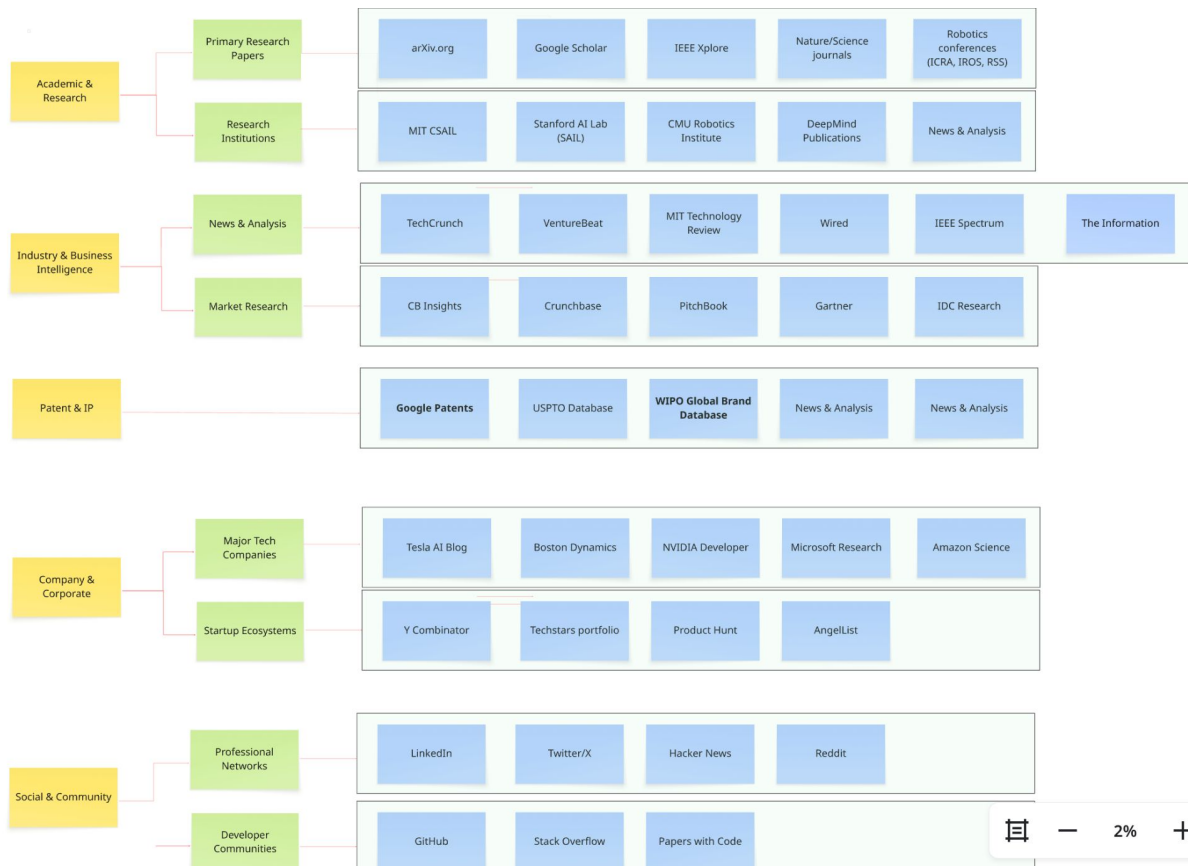 Primary Research
Papers
arXiv.org
Google Scholar
IEEE Xplore
Nature/Science
journals
Robotics
conferences
(ICRA, IROS, RSS)
Academic &
Research
Research
Institutions
MIT CSAIL
Stanford AI Lab
(SAIL)
CMU Robotics
Institute
DeepMind
Publications
News & Analysis
Industry & Business
Intelligence
News & Analysis
TechCrunch
VentureBeat
MIT Technology
Review
Wired
IEEE Spectrum
The Information
Market Research
CB Insights
Crunchbase
PitchBook
Gartner
IDC Research
Patent & IP
Google Patents
USPTO Database
WIPO Global Brand
Database
News & Analysis
News & Analysis
Company &
Corporate
Major Tech
Companies
Tesla AI Blog
Boston Dynamics
NVIDIA Developer
Microsoft Research
Amazon Science
Startup Ecosystems
Y Combinator
Techstars portfolio
Product Hunt
AngelList
Social & Community
Professional
Networks
LinkedIn
Twitter/X
Hacker News
Reddit
Developer
Communities
GitHub
Stack Overflow
Papers with Code
2%